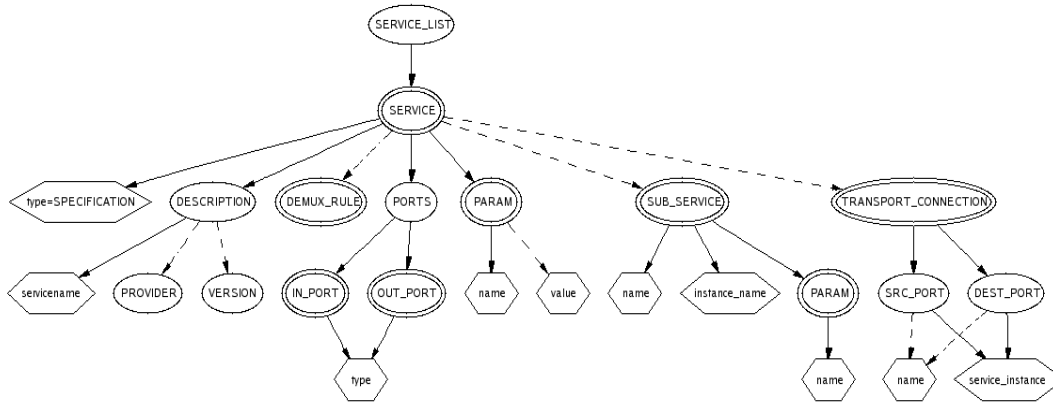 SERVICE_LIST
SERVICE
type=SPECIFICATION
DESCRIPTION
DEMUX_RULE
PORTS
PARAM
SUB_SERVICE
TRANSPORT_CONNECTION
servicename
PROVIDER
VERSION
IN_PORT
OUT_PORT
name
value
name
instance_name
PARAM
SRC_PORT
DEST_PORT
type
name
name
service_instance